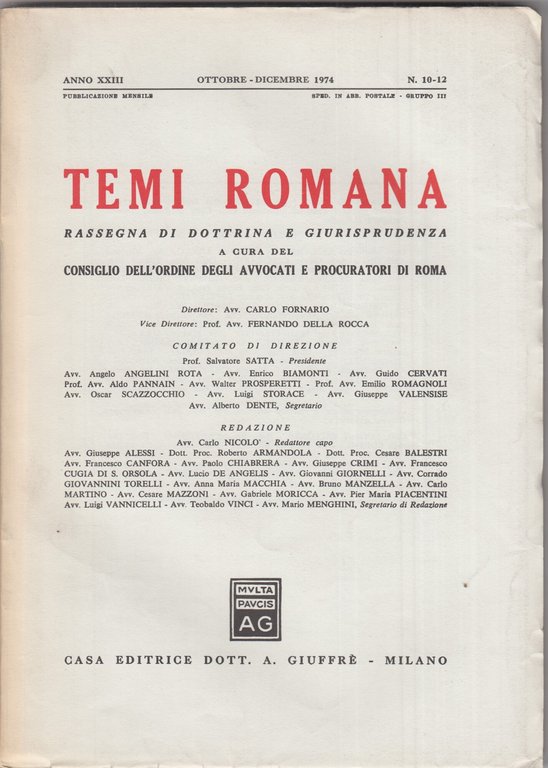 ANNO XXIII OTTOBRE - DICEMBRE 1974 N. 10-12
PUBBLICAZIONE MENSILE SPED. IN ABB. POSTALE - GRUPPO III
TEMI ROMANA
RASSEGNA DI DOTTRINA E GIURISPRUDENZA
A CURA DEL
CONSIGLIO DELL'ORDINE DEGLI AVVOCATI E PROCURATORI DI ROMA
Direttore: Avv. CARLO FORNARIO
Vice Direttore: Prof. Avv. FERNANDO DELLA ROCCA
COMITATO DI DIREZIONE
Prof. Salvatore SATTA - Presidente
Avv. Angelo ANGELINI ROTA - Avv. Enrico BIAMONTI - Avv. Guido CERVATI
Prof. Avv. Aldo PANNAIN - Avv. Walter PROSPERETTI - Prof. Avv. Emilio ROMAGNOLI
Avv. Oscar SCAZZOCCHIO - Avv. Luigi STORACE - Avv. Giuseppe VALENSISE
Avv. Alberto DENTE, Segretario
REDAZIONE
Avv. Carlo NICOLO' - Redattore capo
Avv. Giuseppe ALESSI - Dott. Proc. Roberto ARMANDOLA - Dott. Proc. Cesare BALESTRI
Avv. Francesco CANFORA - Avv. Paolo CHIABRERA - Avv. Giuseppe CRIMI - Avv. Francesco
CUGIA DI S. ORSOLA - Avv. Lucio DE ANGELIS - Avv. Giovanni GIORNELLI - Avv. Corrado
GIOVANNINI TORELLI - Avv. Anna Maria MACCHIA - Avv. Bruno MANZELLA - Avv. Carlo
MARTINO - Avv. Cesare MAZZONI - Avv. Gabriele MORICCA - Avv. Pier Maria PIACENTINI
Avv. Luigi VANNICELLI - Avv. Teobaldo VINCI - Avv. Mario MENGHINI, Segretario di Redazione
MVLTA
PAVCIS
AG
CASA EDITRICE DOTT. A. GIUFFRÈ - MILANO